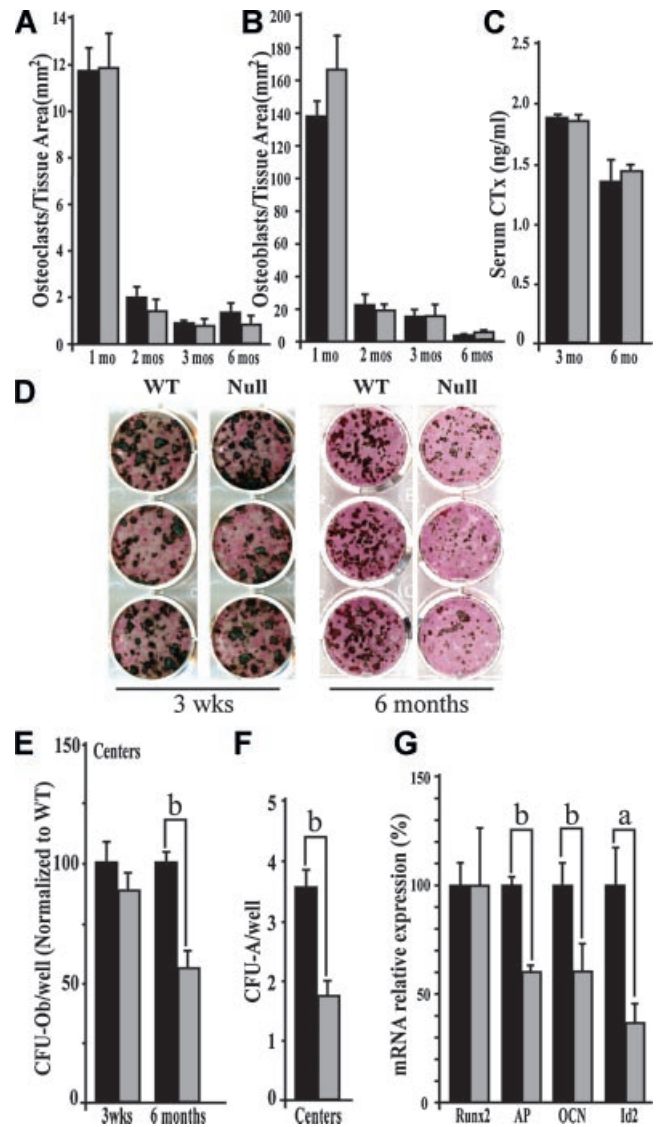 A
Osteoclasts/Tissue Area(mm²)
14
12
10
8
6
4
2
0
1 mo 2 mos 3 mos 6 mos
B
Osteoblasts/Tissue Area(mm²)
200
180
160
140
120
100
80
60
40
20
0
1 mo 2 mos 3 mos 6 mos
C
Serum CTx (ng/ml)
2.5
2.0
1.5
1.0
0.5
0
3 mo 6 mo
D
WT Null WT Null
3 wks 6 months
E
CFU-Ob/well (Normalized to WT)
150
100
50
0
Centers
b
3wks 6 months
F
CFU-A/well
5
4
3
2
1
0
b
Centers
G
mRNA relative expression (%)
150
100
50
0
b b a
Runx2 AP OCN Id2